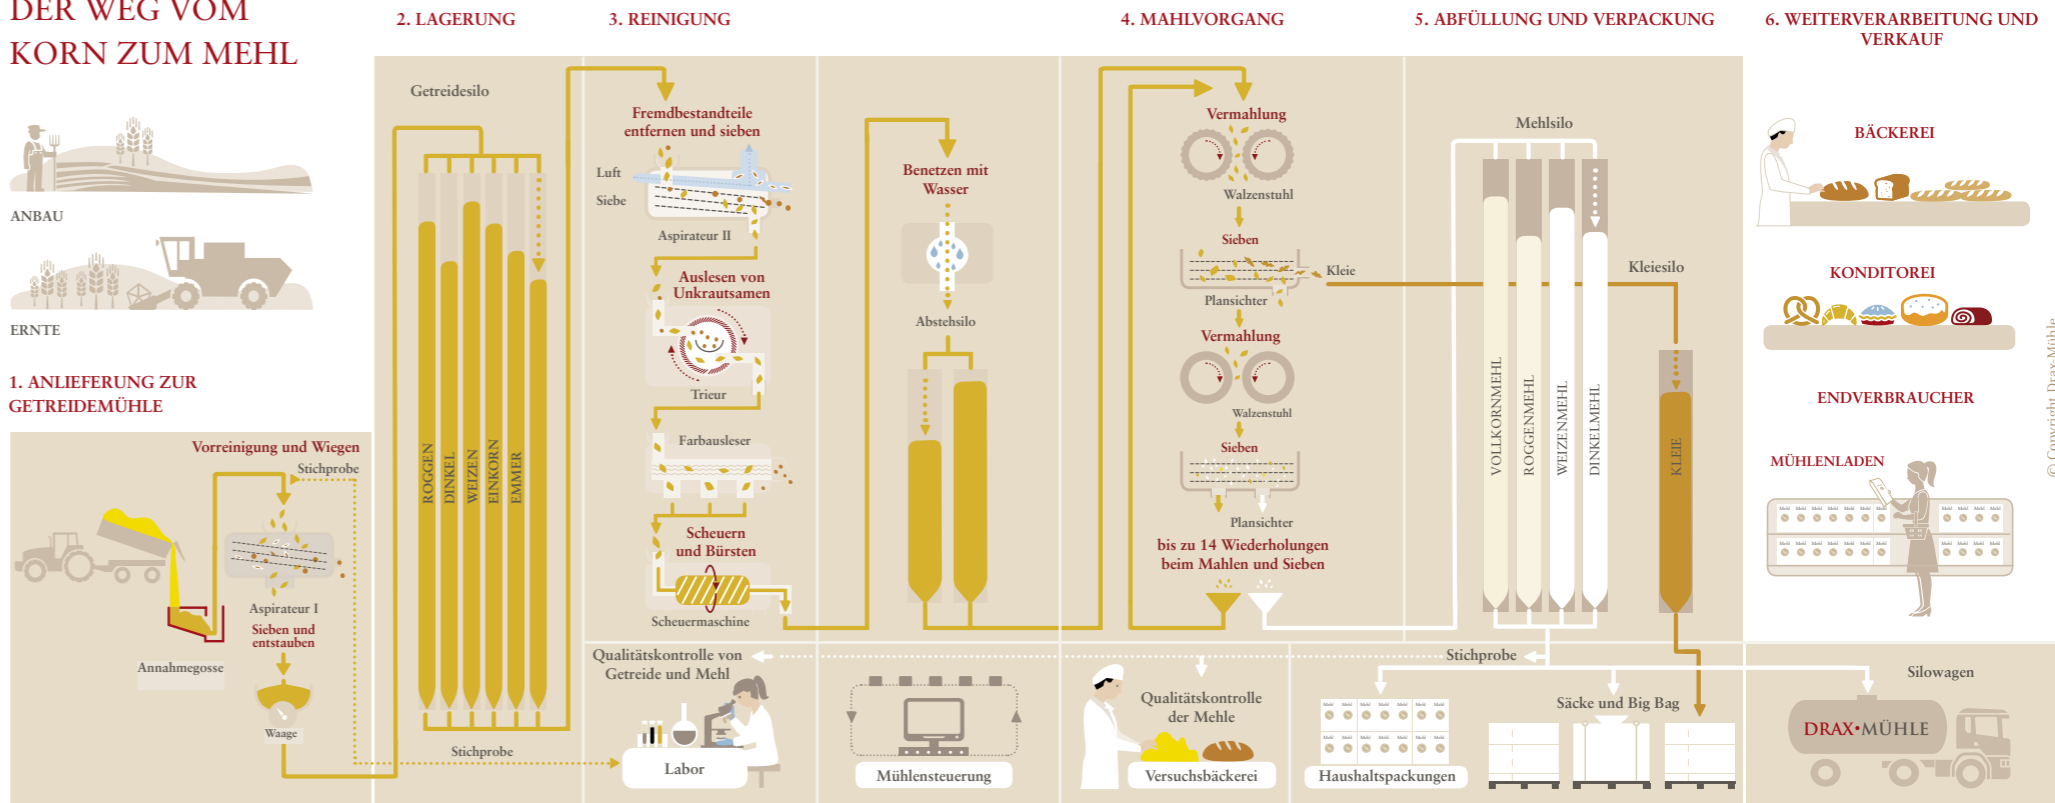 DER WEG VOM
KORN ZUM MEHL
ANBAU
ERNTE
1. ANLIEFERUNG ZUR
GETREIDEMÜHLE
Vorreinigung und Wiegen
Stichprobe
Aspirateur I
Sieben und
entstauben
Annahmegosse
Waage
2. LAGERUNG
Getreidesilo
ROGGEN
DINKEL
WEIZEN
EINKORN
EMMER
Stichprobe
3. REINIGUNG
Fremdbestandteile
entfernen und sieben
Luft
Siebe
Aspirateur II
Auslesen von
Unkrautsamen
Trieur
Farbausleser
Scheuern
und Bürsten
Scheuermaschine
Benetzen mit
Wasser
Abstehsilo
4. MAHLVORGANG
Vermahlung
Walzenstuhl
Sieben
Kleie
Plansichter
Vermahlung
Walzenstuhl
Sieben
Plansichter
bis zu 14 Wiederholungen
beim Mahlen und Sieben
5. ABFÜLLUNG UND VERPACKUNG
Mehlsilo
VOLLKORNMEHL
ROGGENMEHL
WEIZENMEHL
DINKELMEHL
Kleiesilo
KLEIE
Qualitätskontrolle von
Getreide und Mehl
Labor
Mühlensteuerung
Qualitätskontrolle
der Mehle
Versuchsbäckerei
Stichprobe
Haushaltspackungen
Säcke und Big Bag
6. WEITERVERARBEITUNG UND
VERKAUF
BÄCKEREI
KONDITOREI
ENDVERBRAUCHER
MÜHLENLADEN
Silowagen
DRAX•MÜHLE
© Copyright Drax-Mühle